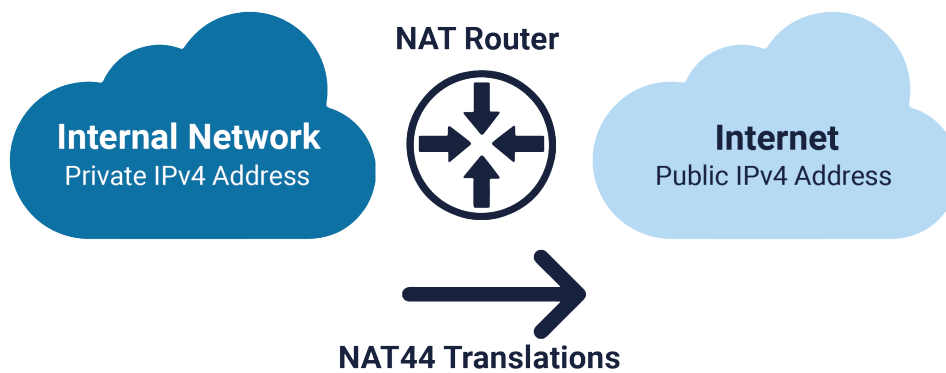 NAT Router
Internal Network
Private IPv4 Address
Internet
Public IPv4 Address
NAT44 Translations